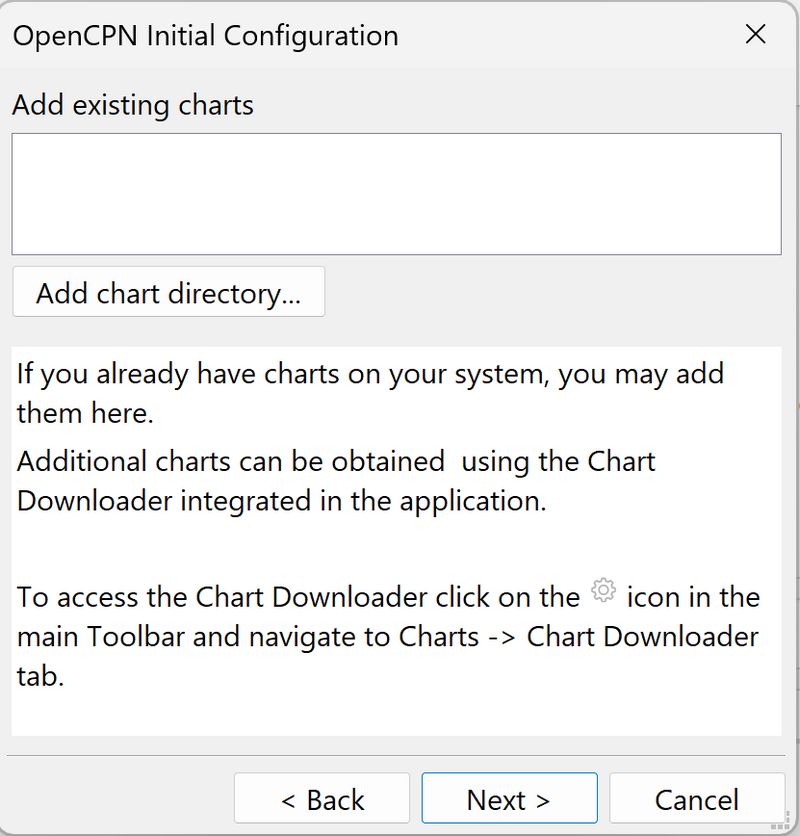 OpenCPN Initial Configuration
Add existing charts
Add chart directory...
If you already have charts on your system, you may add
them here.
Additional charts can be obtained  using the Chart
Downloader integrated in the application.
To access the Chart Downloader click on the icon in the
main Toolbar and navigate to Charts -> Chart Downloader
tab.
< Back
Next >
Cancel